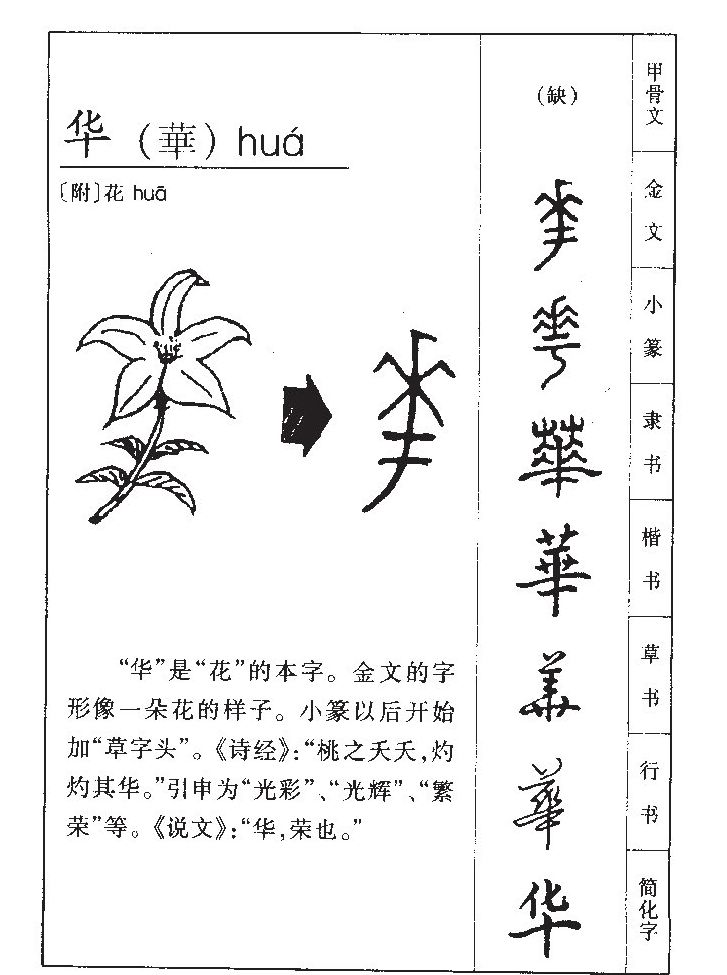 华（華）huá
〔附〕花 huā
“华”是“花”的本字。金文的字
形像一朵花的样子。小篆以后开始
加“草字头”。《诗经》：“桃之夭夭，灼
灼其华。”引申为“光彩”、“光辉”、“繁
荣”等。《说文》：“华，荣也。”
（缺）
甲骨文
金文
華
小篆
華
隶书
華
楷书
華
草书
華
行书
华
简化字